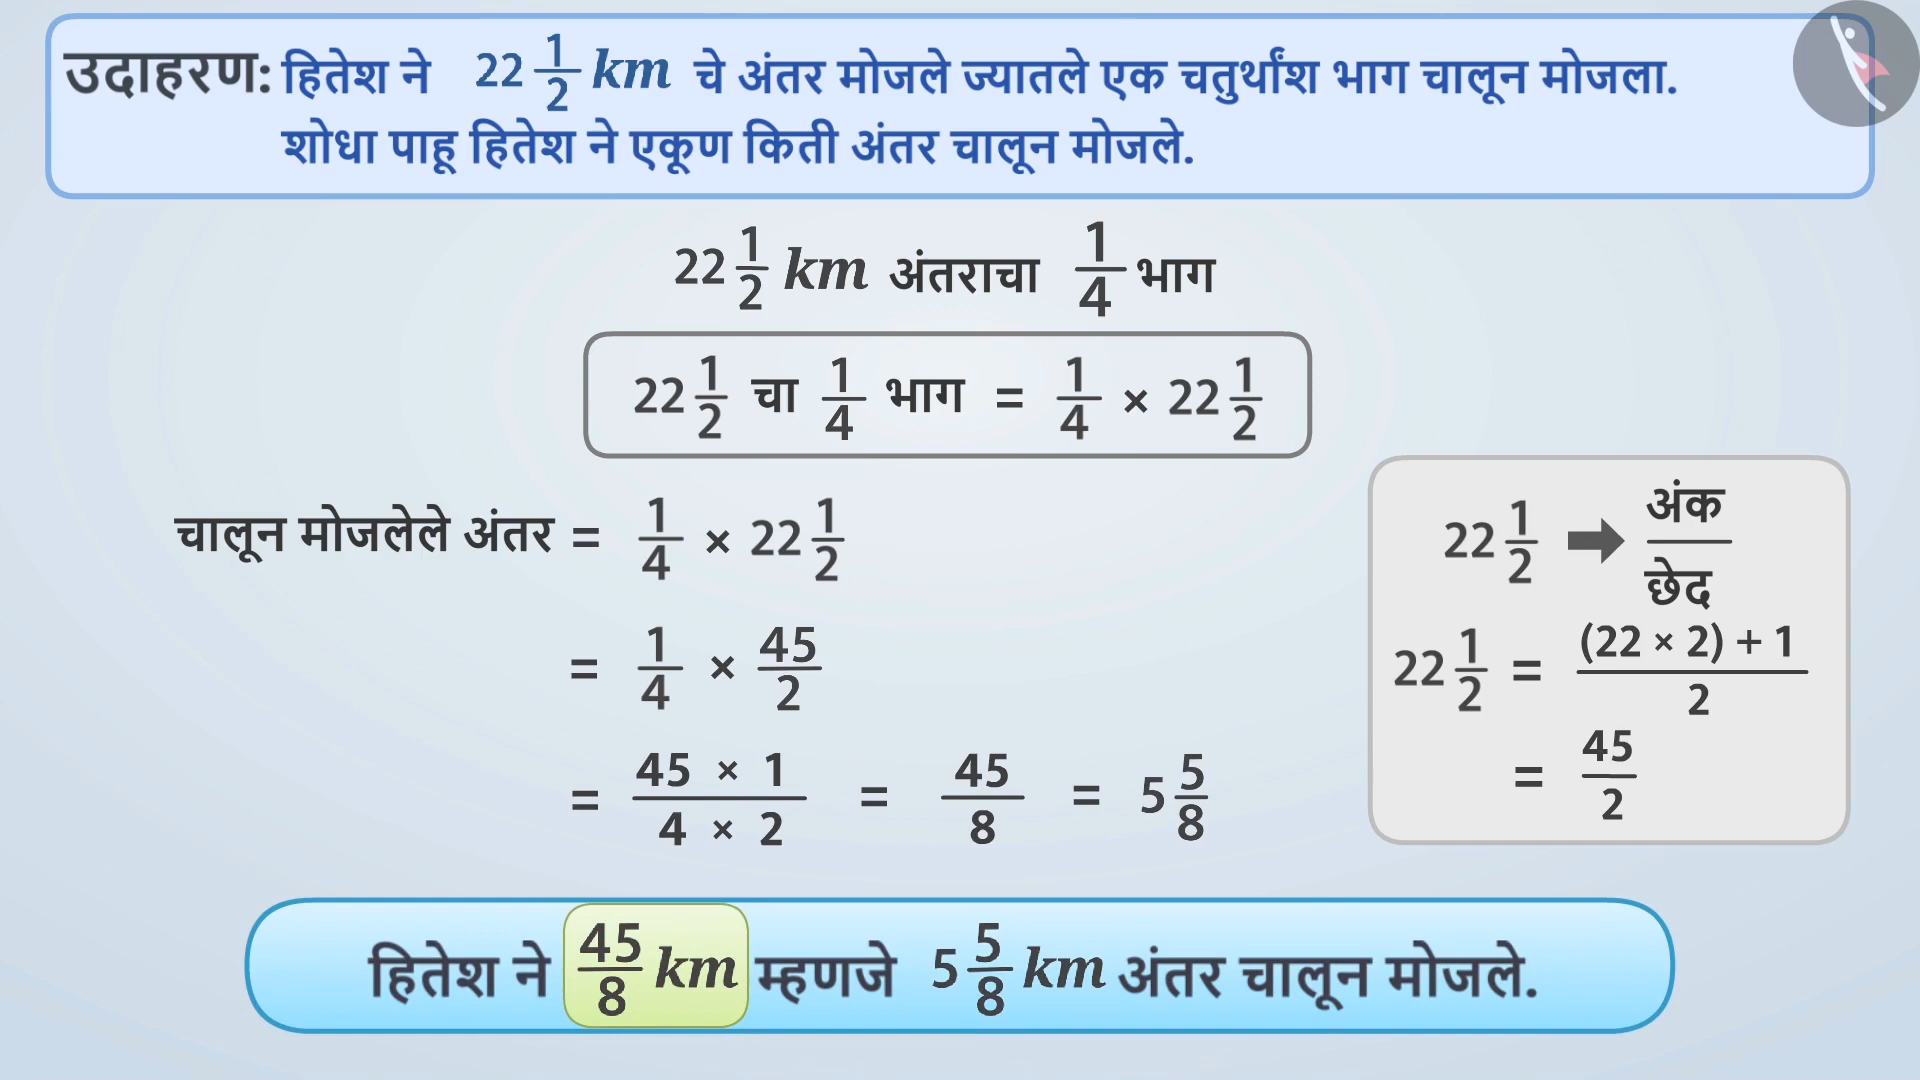 उदाहरण: हितेश ने 22 1/2 km चे अंतर मोजले ज्यातले एक चतुर्थांश भाग चालून मोजला.
शोधा पाहू हितेश ने एकूण किती अंतर चालून मोजले.
22 1/2 km अंतराचा 1/4 भाग
22 1/2 चा 1/4 भाग = 1/4 × 22 1/2
चालून मोजलेले अंतर = 1/4 × 22 1/2
= 1/4 × 45/2
= (45 × 1)/(4 × 2) = 45/8 = 5 5/8
22 1/2 ➡ अंक/छेद
22 1/2 = ((22 × 2) + 1)/2
= 45/2
हितेश ने 45/8 km म्हणजे 5 5/8 km अंतर चालून मोजले.